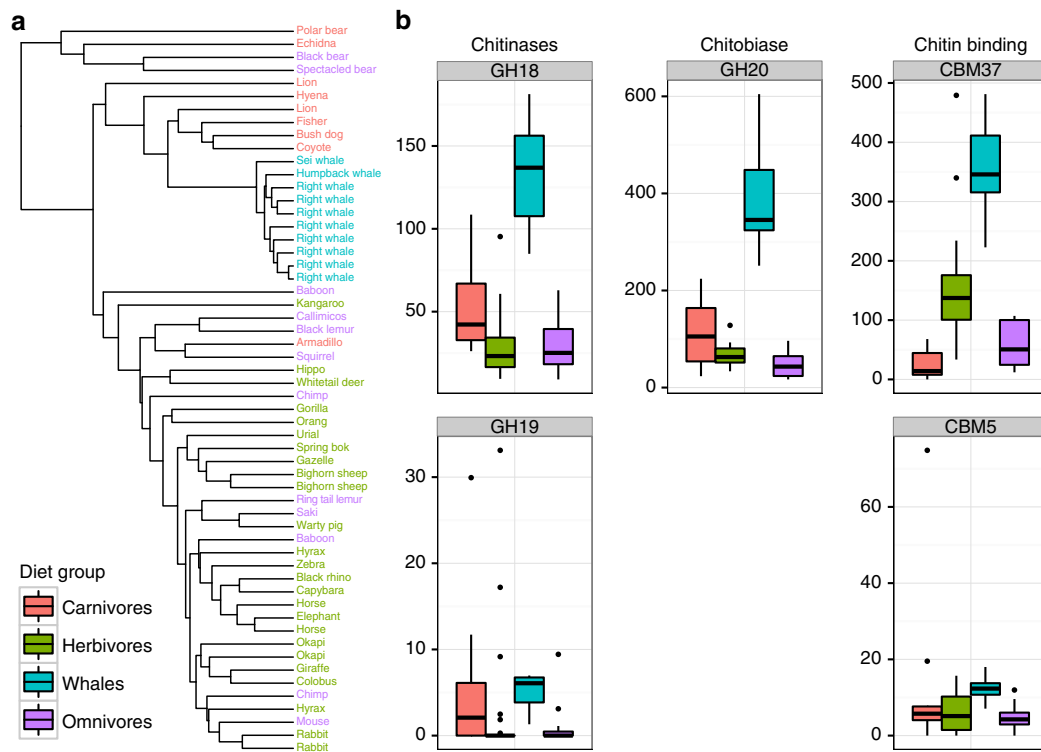 a
Polar bear
Echidna
Black bear
Spectacled bear
Lion
Hyena
Lion
Fisher
Bush dog
Coyote
Sei whale
Humpback whale
Right whale
Right whale
Right whale
Right whale
Right whale
Right whale
Right whale
Right whale
Baboon
Kangaroo
Callimicos
Black lemur
Armadillo
Squirrel
Hippo
Whitetail deer
Chimp
Gorilla
Orang
Urial
Spring bok
Gazelle
Bighorn sheep
Bighorn sheep
Ring tail lemur
Saki
Warty pig
Baboon
Hyrax
Zebra
Black rhino
Capybara
Horse
Elephant
Horse
Okapi
Okapi
Giraffe
Colobus
Chimp
Hyrax
Mouse
Rabbit
Rabbit
Diet group
Carnivores
Herbivores
Whales
Omnivores
b
Chitinases
GH18
150
100
50
Chitobiase
GH20
600
400
200
0
Chitin binding
CBM37
500
400
300
200
100
0
GH19
30
20
10
0
CBM5
60
40
20
0